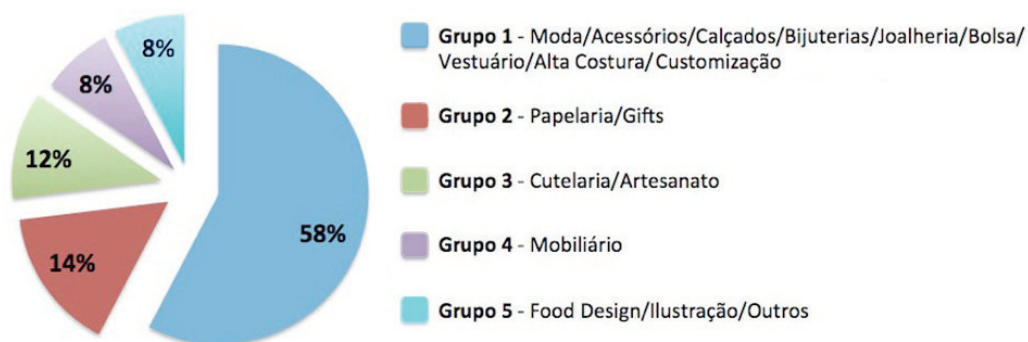 8%
8%
12%
14%
58%
Grupo 1 - Moda/Acessórios/Calçados/Bijuterias/Joalheria/Bolsa/
Vestuário/Alta Costura/Customização
Grupo 2 - Papelaria/Gifts
Grupo 3 - Cutelaria/Artesanato
Grupo 4 - Mobiliário
Grupo 5 - Food Design/Ilustração/Outros